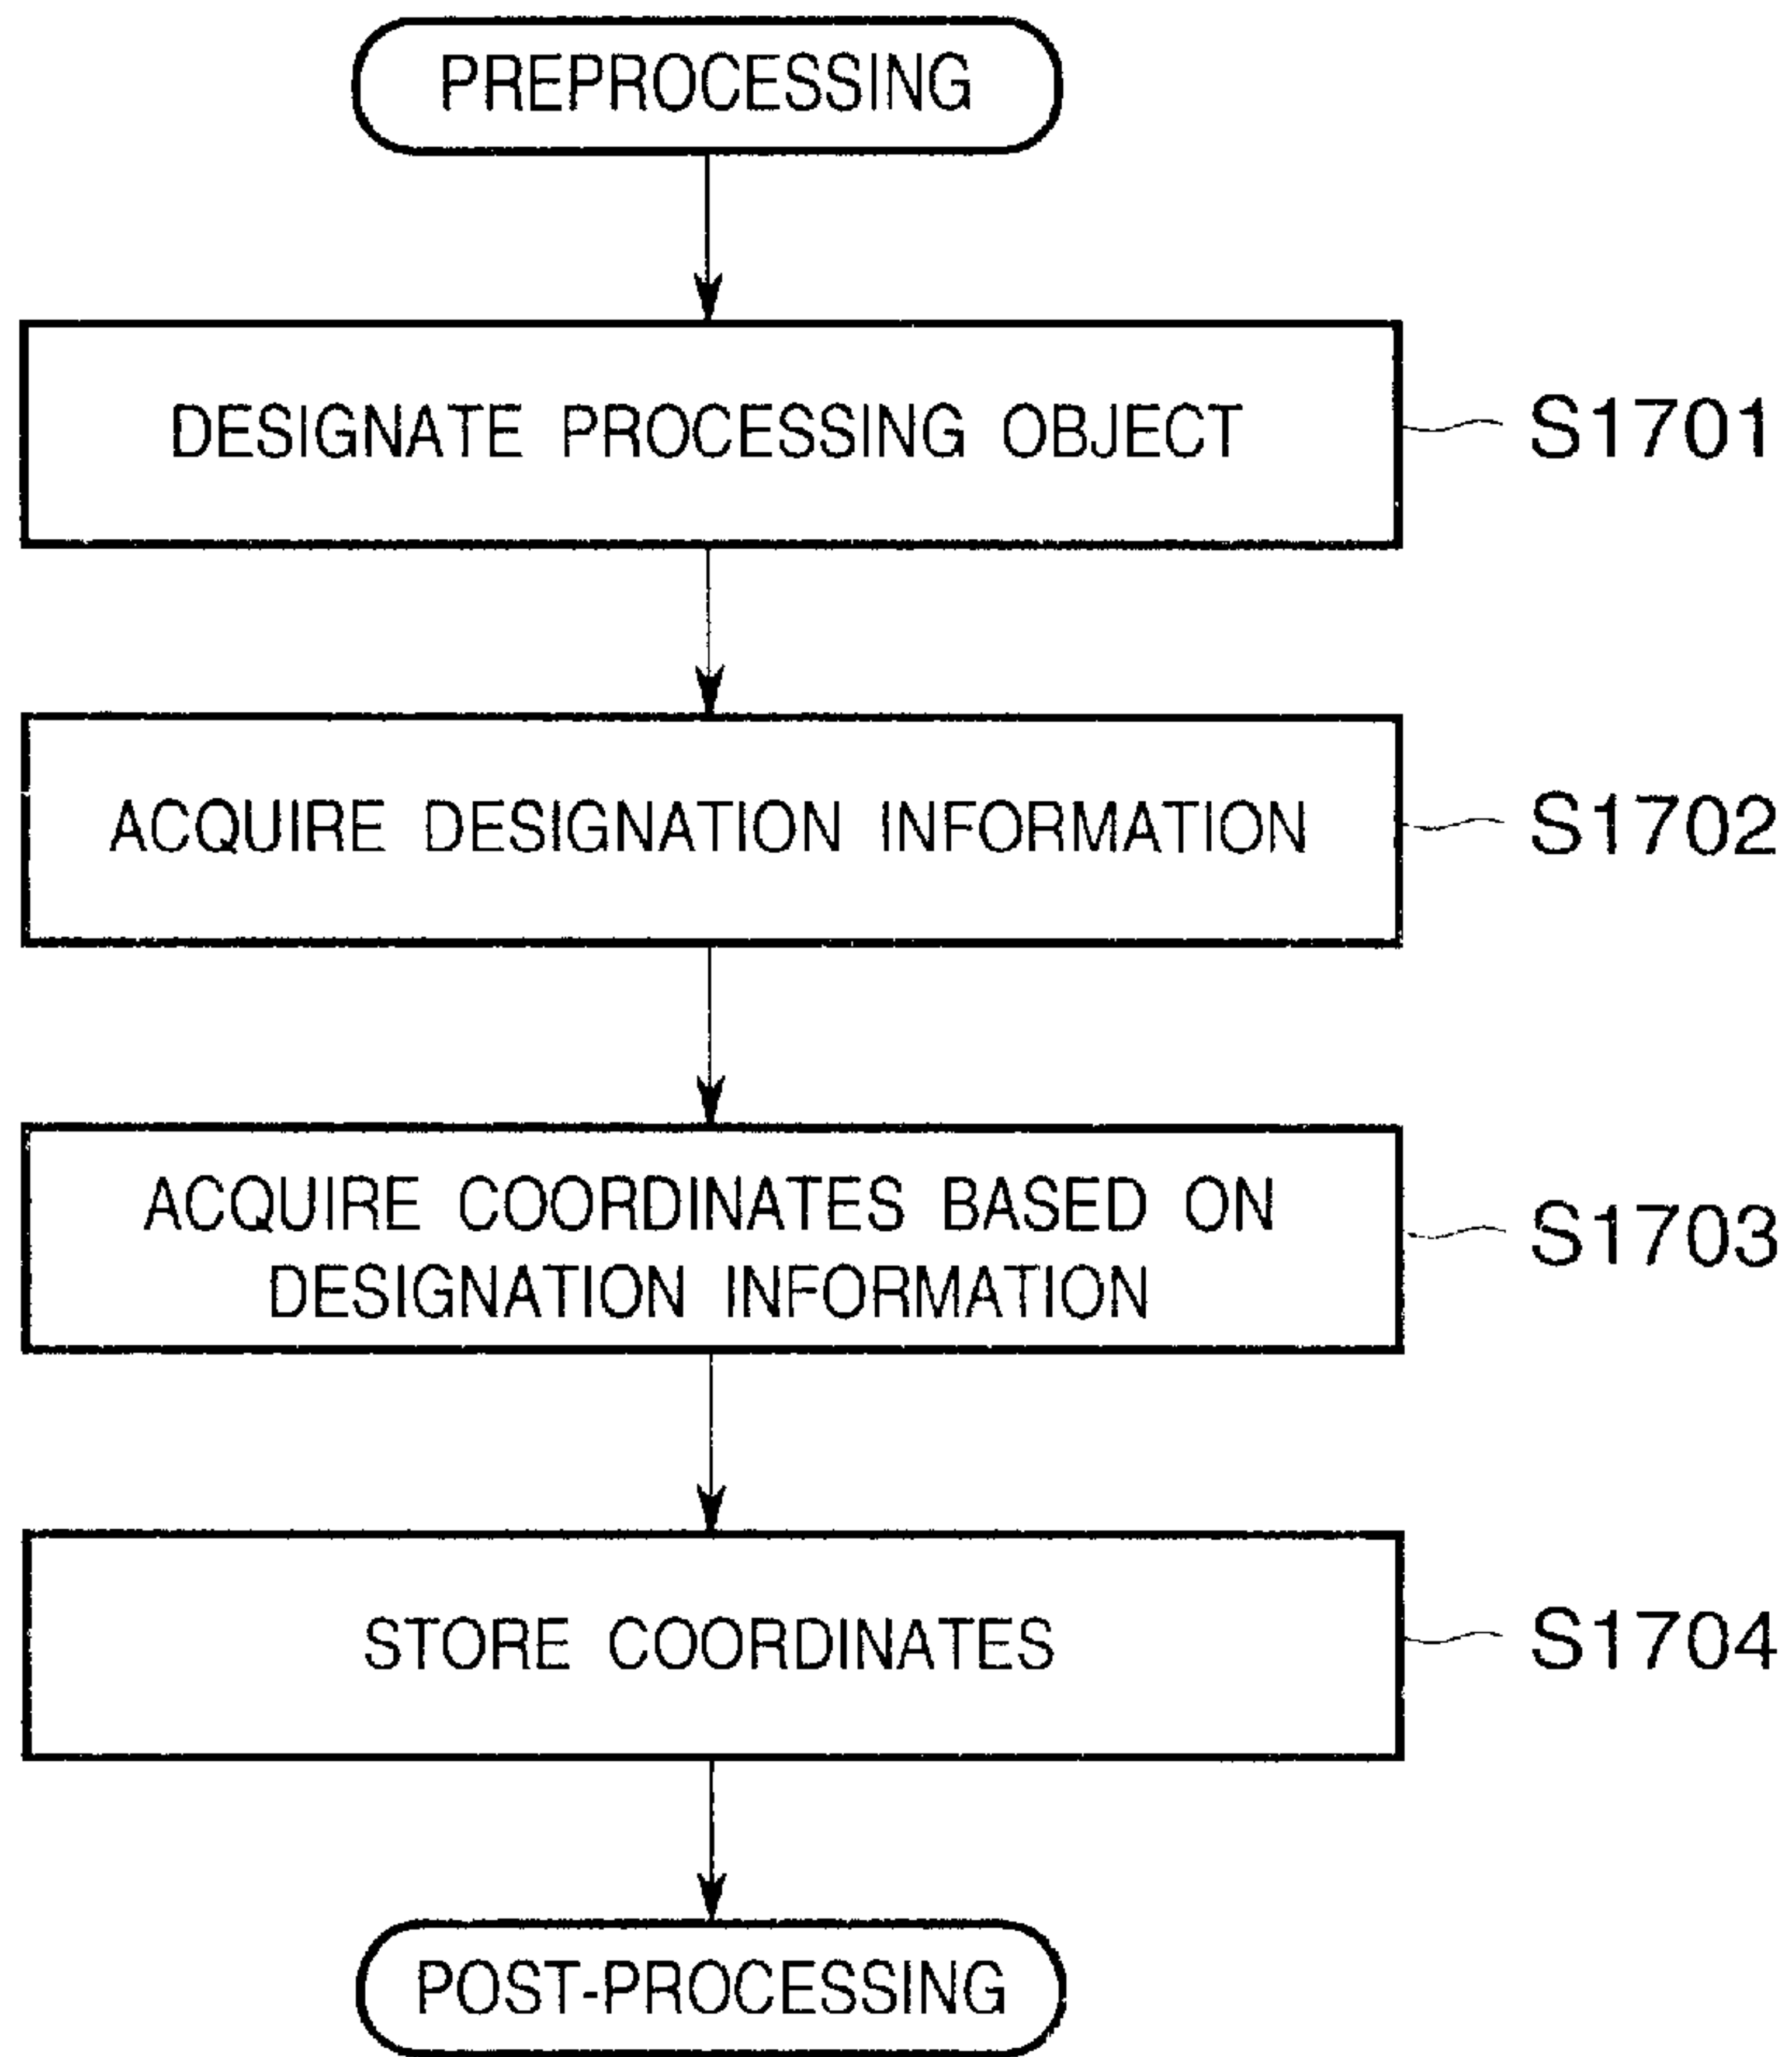 PREPROCESSING
DESIGNATE PROCESSING OBJECT
S1701
ACQUIRE DESIGNATION INFORMATION
S1702
ACQUIRE COORDINATES BASED ON
DESIGNATION INFORMATION
S1703
STORE COORDINATES
S1704
POST-PROCESSING